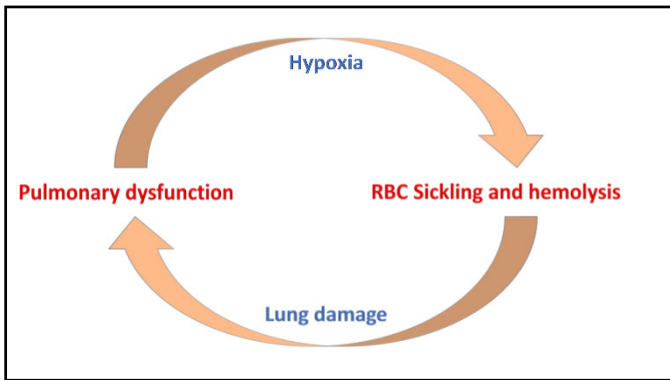 Hypoxia
Pulmonary dysfunction
RBC Sickling and hemolysis
Lung damage